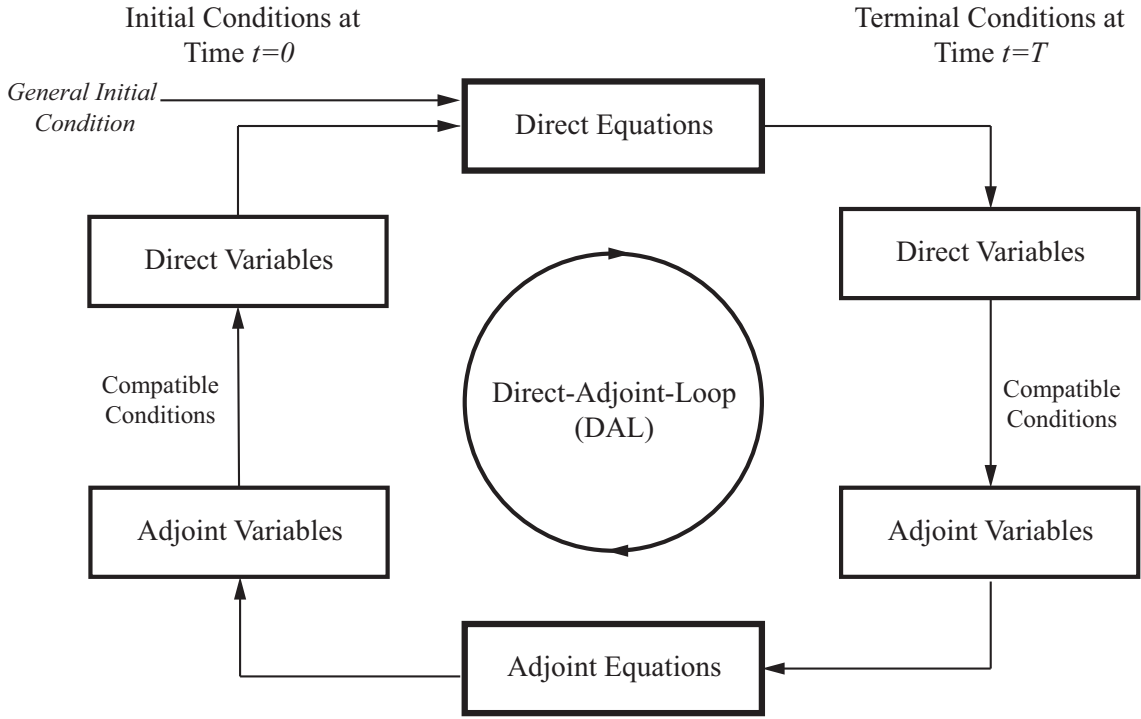 Initial Conditions at
Time t=0
Terminal Conditions at
Time t=T
General Initial
Condition
Direct Equations
Direct Variables
Direct Variables
Compatible
Conditions
Direct-Adjoint-Loop
(DAL)
Compatible
Conditions
Adjoint Variables
Adjoint Variables
Adjoint Equations